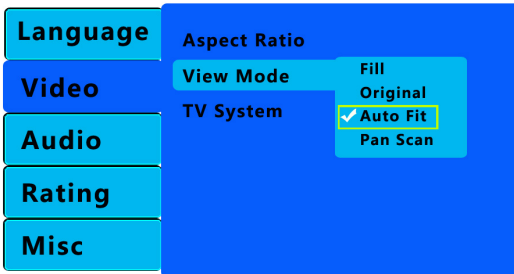 Language
Video
Audio
Rating
Misc
Aspect Ratio
View Mode
TV System
Fill
Original
Auto Fit
Pan Scan